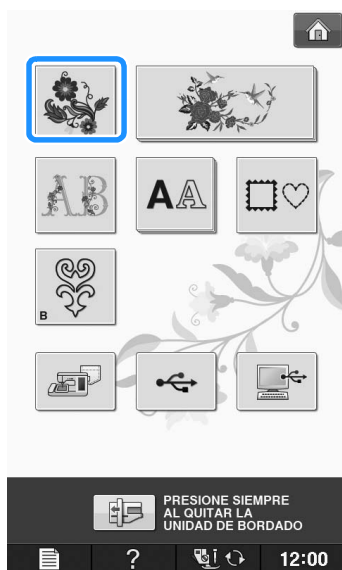 AB
AA
B
PRESIONE SIEMPRE
AL QUITAR LA
UNIDAD DE BORDADO
?
12:00